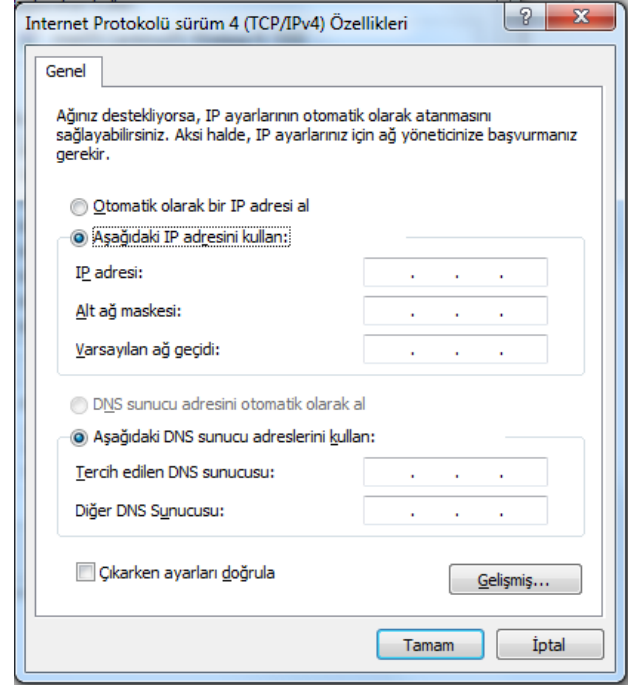 Internet Protokolü sürüm 4 (TCP/IPv4) Özellikleri
Genel
Ağınız destekliyorsa, IP ayarlarının otomatik olarak atanmasını
sağlayabilirsiniz. Aksi halde, IP ayarlarınız için ağ yöneticinize başvurmanız
gerekir.
Otomatik olarak bir IP adresi al
Aşağıdaki IP adresini kullan:
IP adresi:
Alt ağ maskesi:
Varsayılan ağ geçidi:
DNS sunucu adresini otomatik olarak al
Aşağıdaki DNS sunucu adreslerini kullan:
Tercih edilen DNS sunucusu:
Diğer DNS Sunucusu:
Çıkarken ayarları doğrula
Gelişmiş...
Tamam
İptal